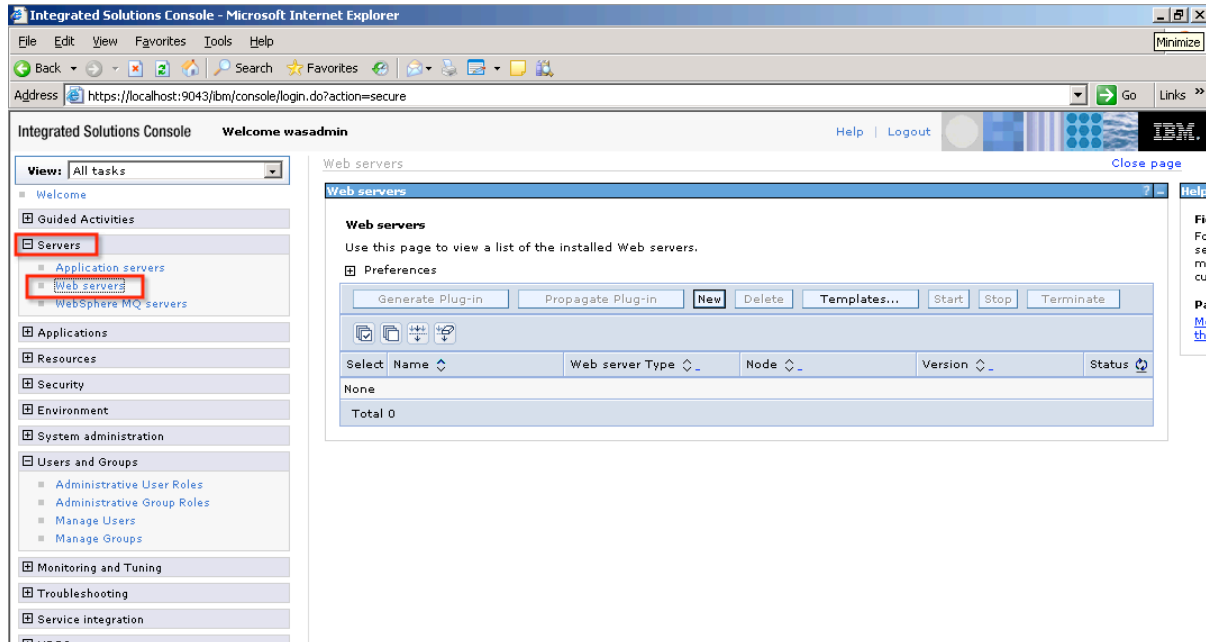 Integrated Solutions Console - Microsoft Internet Explorer
File Edit View Favorites Tools Help
Minimize
Back Search Favorites
Address https://localhost:9043/ibm/console/login.do?action=secure Go Links »
Integrated Solutions Console Welcome wasadmin Help | Logout IBM.
View: All tasks
Welcome
Guided Activities
Servers
Application servers
Web servers
WebSphere MQ servers
Applications
Resources
Security
Environment
System administration
Users and Groups
Administrative User Roles
Administrative Group Roles
Manage Users
Manage Groups
Monitoring and Tuning
Troubleshooting
Service integration
Web servers Close page
Web servers ? -
Web servers
Use this page to view a list of the installed Web servers.
Preferences
Generate Plug-in Propagate Plug-in New Delete Templates... Start Stop Terminate
Select Name Web server Type Node Version Status
None
Total 0
Help